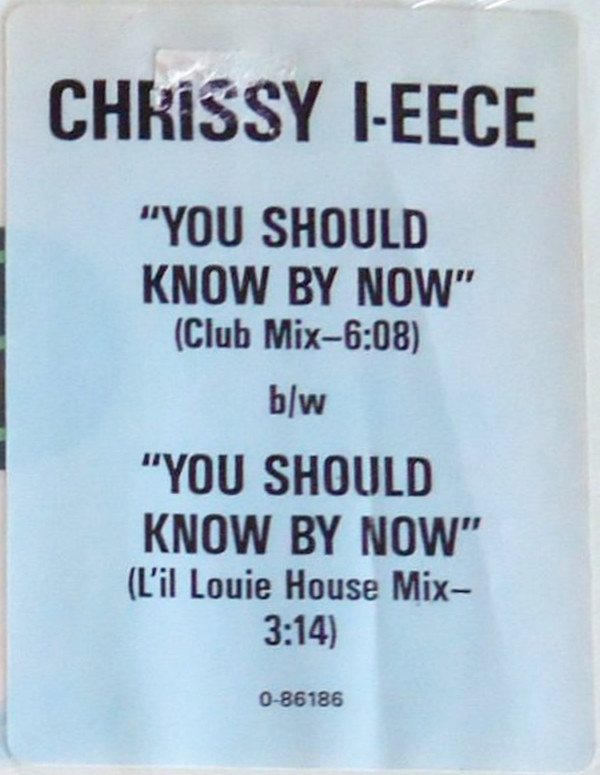 CHRISSY I-EECE
"YOU SHOULD
KNOW BY NOW"
(Club Mix–6:08)
b/w
"YOU SHOULD
KNOW BY NOW"
(L'il Louie House Mix–
3:14)
0-86186